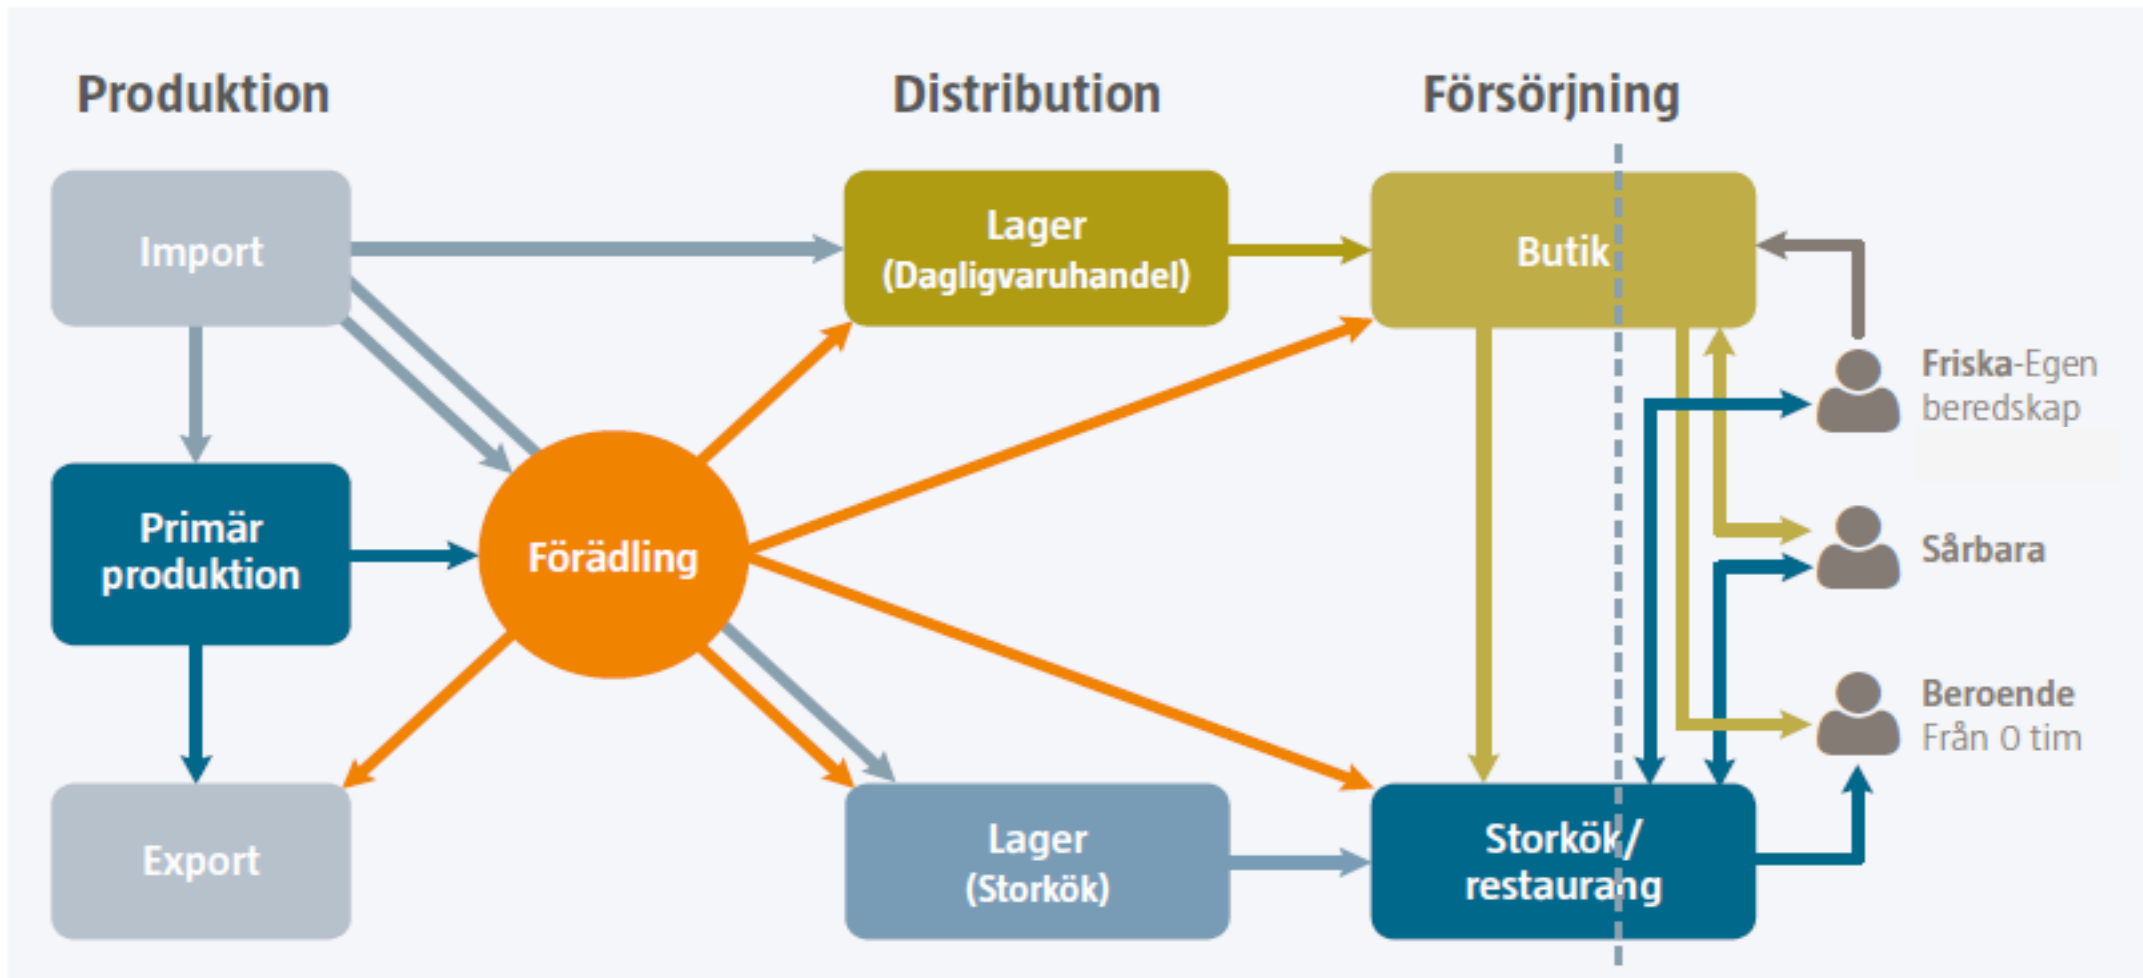 Produktion
Distribution
Försörjning
Import
Lager
(Dagligvaruhandel)
Butik
Friska-Egen
beredskap
Primär
produktion
Förädling
Sårbara
Beroende
Från 0 tim
Export
Lager
(Storkök)
Storkök/
restaurang